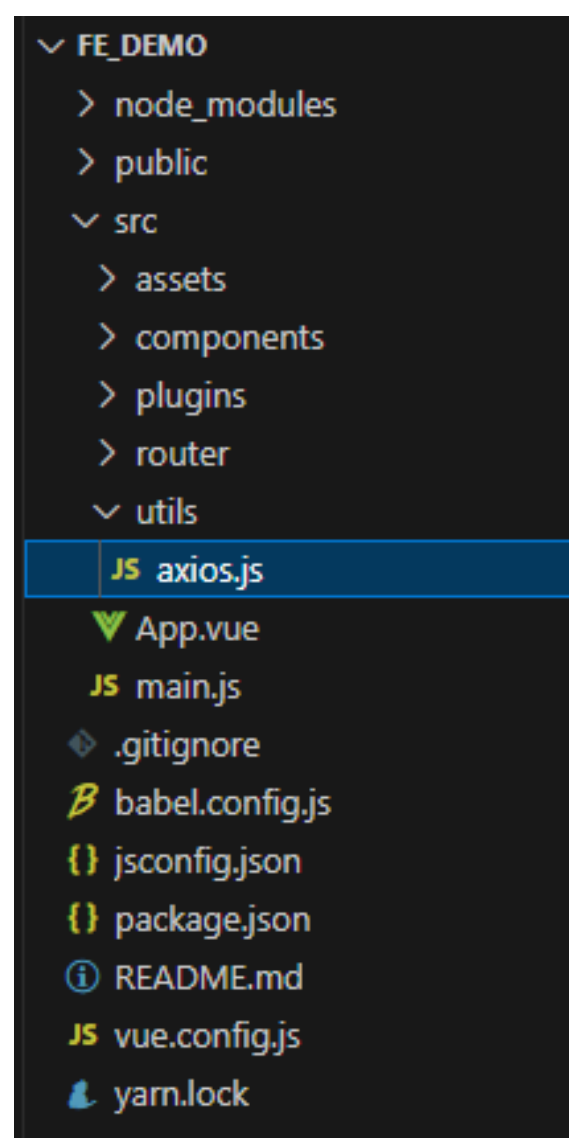 FE_DEMO
node_modules
public
src
assets
components
plugins
router
utils
JS axios.js
App.vue
JS main.js
.gitignore
babel.config.js
{} jsconfig.json
{} package.json
README.md
JS vue.config.js
yarn.lock